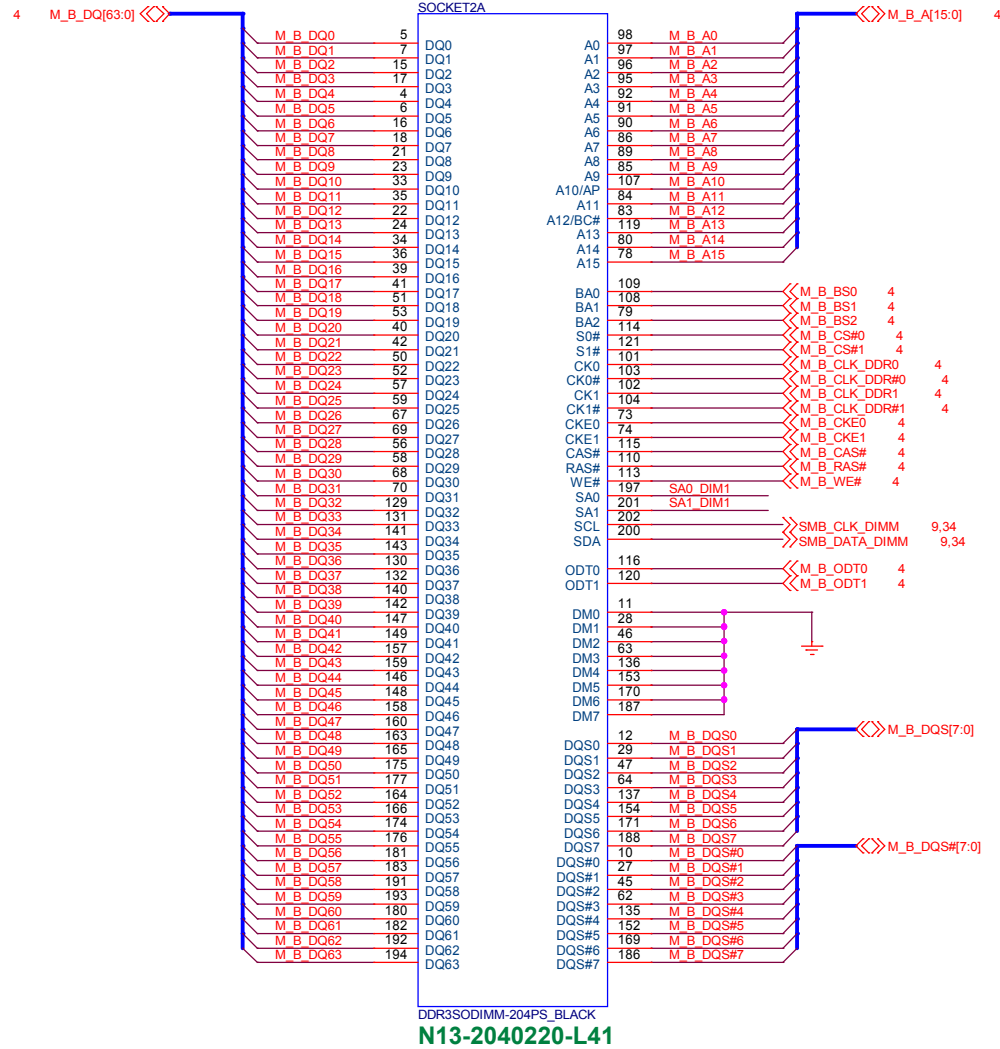 SOCKET2A
4 M_B_DQ[63:0] M_B_A[15:0] 4
M_B_DQ0 5 DQ0 A0 98 M_B_A0
M_B_DQ1 7 DQ1 A1 97 M_B_A1
M_B_DQ2 15 DQ2 A2 96 M_B_A2
M_B_DQ3 17 DQ3 A3 95 M_B_A3
M_B_DQ4 4 DQ4 A4 92 M_B_A4
M_B_DQ5 6 DQ5 A5 91 M_B_A5
M_B_DQ6 16 DQ6 A6 90 M_B_A6
M_B_DQ7 18 DQ7 A7 86 M_B_A7
M_B_DQ8 21 DQ8 A8 89 M_B_A8
M_B_DQ9 23 DQ9 A9 85 M_B_A9
M_B_DQ10 33 DQ10 A10/AP 107 M_B_A10
M_B_DQ11 35 DQ11 A11 84 M_B_A11
M_B_DQ12 22 DQ12 A12/BC# 83 M_B_A12
M_B_DQ13 24 DQ13 A13 119 M_B_A13
M_B_DQ14 34 DQ14 A14 80 M_B_A14
M_B_DQ15 36 DQ15 A15 78 M_B_A15
M_B_DQ16 39 DQ16
M_B_DQ17 41 DQ17 BA0 109 M_B_BS0 4
M_B_DQ18 51 DQ18 BA1 108 M_B_BS1 4
M_B_DQ19 53 DQ19 BA2 79 M_B_BS2 4
M_B_DQ20 40 DQ20 S0# 114 M_B_CS#0 4
M_B_DQ21 42 DQ21 S1# 121 M_B_CS#1 4
M_B_DQ22 50 DQ22 CK0 101 M_B_CLK_DDR0 4
M_B_DQ23 52 DQ23 CK0# 103 M_B_CLK_DDR#0 4
M_B_DQ24 57 DQ24 CK1 102 M_B_CLK_DDR1 4
M_B_DQ25 59 DQ25 CK1# 104 M_B_CLK_DDR#1 4
M_B_DQ26 67 DQ26 CKE0 73 M_B_CKE0 4
M_B_DQ27 69 DQ27 CKE1 74 M_B_CKE1 4
M_B_DQ28 56 DQ28 CAS# 115 M_B_CAS# 4
M_B_DQ29 58 DQ29 RAS# 110 M_B_RAS# 4
M_B_DQ30 68 DQ30 WE# 113 M_B_WE# 4
M_B_DQ31 70 DQ31 SA0 197 SA0_DIM1
M_B_DQ32 129 DQ32 SA1 201 SA1_DIM1
M_B_DQ33 131 DQ33 SCL 202 SMB_CLK_DIMM 9,34
M_B_DQ34 141 DQ34 SDA 200 SMB_DATA_DIMM 9,34
M_B_DQ35 143 DQ35
M_B_DQ36 130 DQ36 ODT0 116 M_B_ODT0 4
M_B_DQ37 132 DQ37 ODT1 120 M_B_ODT1 4
M_B_DQ38 140 DQ38
M_B_DQ39 142 DQ39 DM0 11
M_B_DQ40 147 DQ40 DM1 28
M_B_DQ41 149 DQ41 DM2 46
M_B_DQ42 157 DQ42 DM3 63
M_B_DQ43 159 DQ43 DM4 136
M_B_DQ44 146 DQ44 DM5 153
M_B_DQ45 148 DQ45 DM6 170
M_B_DQ46 158 DQ46 DM7 187
M_B_DQ47 160 DQ47 M_B_DQS[7:0]
M_B_DQ48 163 DQ48 DQS0 12 M_B_DQS0
M_B_DQ49 165 DQ49 DQS1 29 M_B_DQS1
M_B_DQ50 175 DQ50 DQS2 47 M_B_DQS2
M_B_DQ51 177 DQ51 DQS3 64 M_B_DQS3
M_B_DQ52 164 DQ52 DQS4 137 M_B_DQS4
M_B_DQ53 166 DQ53 DQS5 154 M_B_DQS5
M_B_DQ54 174 DQ54 DQS6 171 M_B_DQS6
M_B_DQ55 176 DQ55 DQS7 188 M_B_DQS7 M_B_DQS#[7:0]
M_B_DQ56 181 DQ56 DQS#0 10 M_B_DQS#0
M_B_DQ57 183 DQ57 DQS#1 27 M_B_DQS#1
M_B_DQ58 191 DQ58 DQS#2 45 M_B_DQS#2
M_B_DQ59 193 DQ59 DQS#3 62 M_B_DQS#3
M_B_DQ60 180 DQ60 DQS#4 135 M_B_DQS#4
M_B_DQ61 182 DQ61 DQS#5 152 M_B_DQS#5
M_B_DQ62 192 DQ62 DQS#6 169 M_B_DQS#6
M_B_DQ63 194 DQ63 DQS#7 186 M_B_DQS#7
DDR3SODIMM-204PS_BLACK
N13-2040220-L41